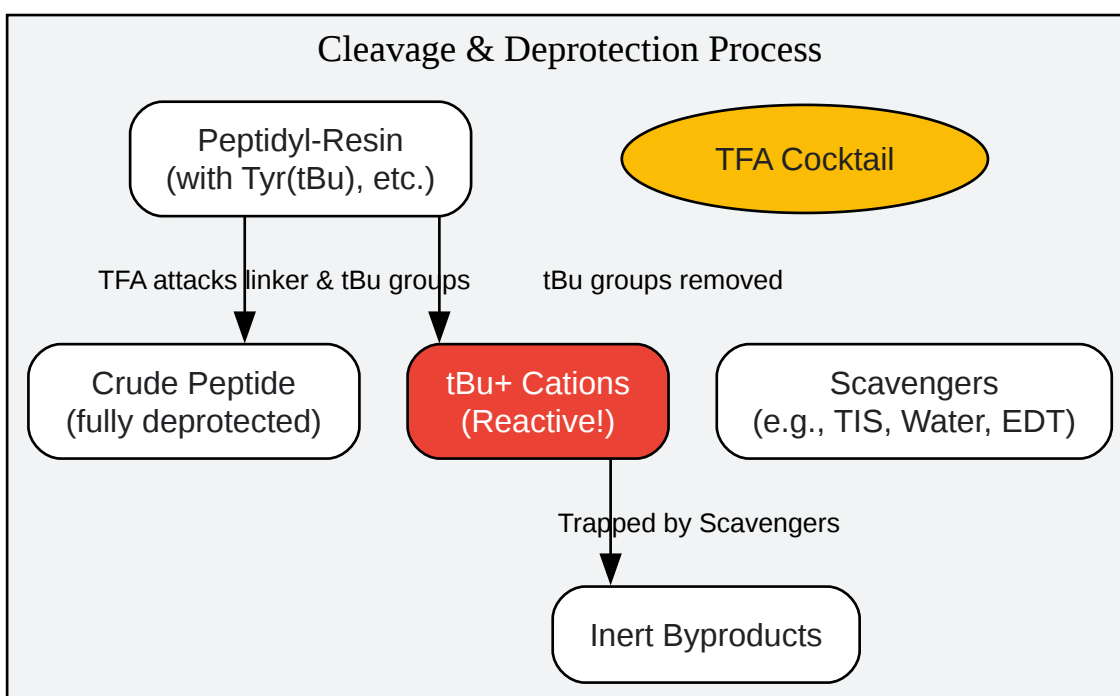 Cleavage & Deprotection Process
Peptidyl-Resin
(with Tyr(tBu), etc.)
TFA Cocktail
TFA attacks linker & tBu groups
tBu groups removed
Crude Peptide
(fully deprotected)
tBu+ Cations
(Reactive!)
Scavengers
(e.g., TIS, Water, EDT)
Trapped by Scavengers
Inert Byproducts